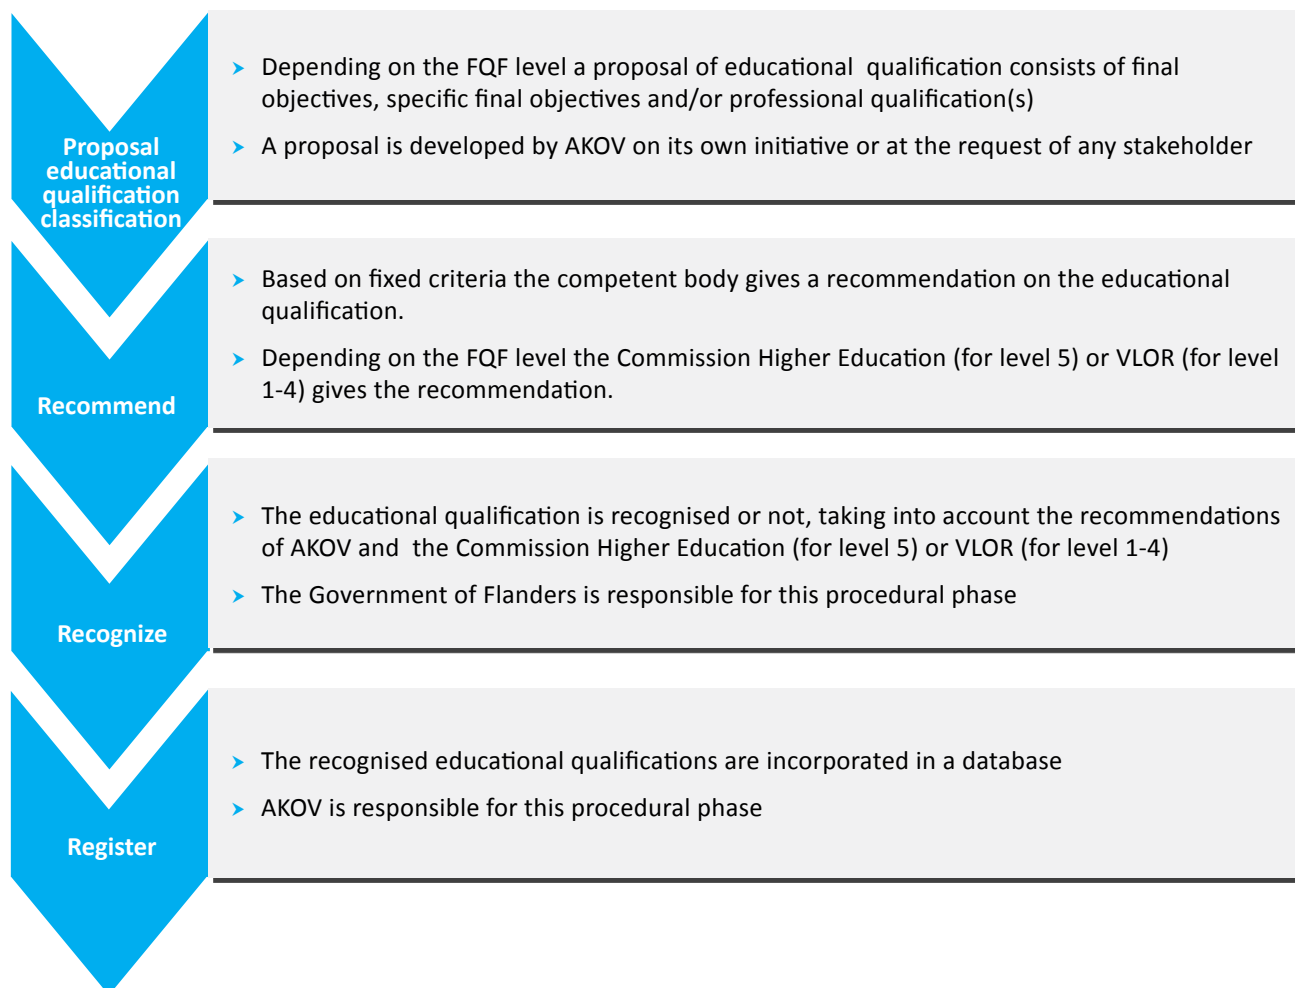 Proposal
educational
qualification
classification
Depending on the FQF level a proposal of educational  qualification consists of final
objectives, specific final objectives and/or professional qualification(s)
A proposal is developed by AKOV on its own initiative or at the request of any stakeholder
Recommend
Based on fixed criteria the competent body gives a recommendation on the educational
qualification.
Depending on the FQF level the Commission Higher Education (for level 5) or VLOR (for level
1-4) gives the recommendation.
Recognize
The educational qualification is recognised or not, taking into account the recommendations
of AKOV and  the Commission Higher Education (for level 5) or VLOR (for level 1-4)
The Government of Flanders is responsible for this procedural phase
Register
The recognised educational qualifications are incorporated in a database
AKOV is responsible for this procedural phase